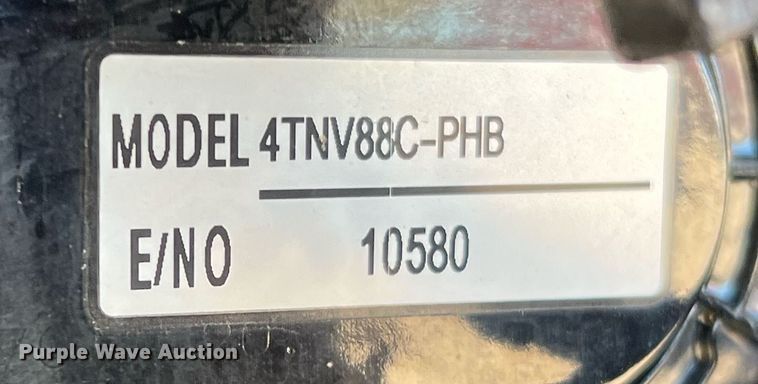 MODEL 4TNV88C-PHB
E/NO 10580
Purple Wave Auction